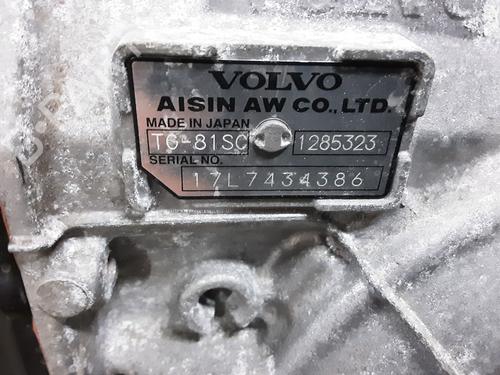 VOLVO
AISIN AW CO., LTD.
MADE IN JAPAN
TG-81SC 1285323
SERIAL NO.
17L7434386